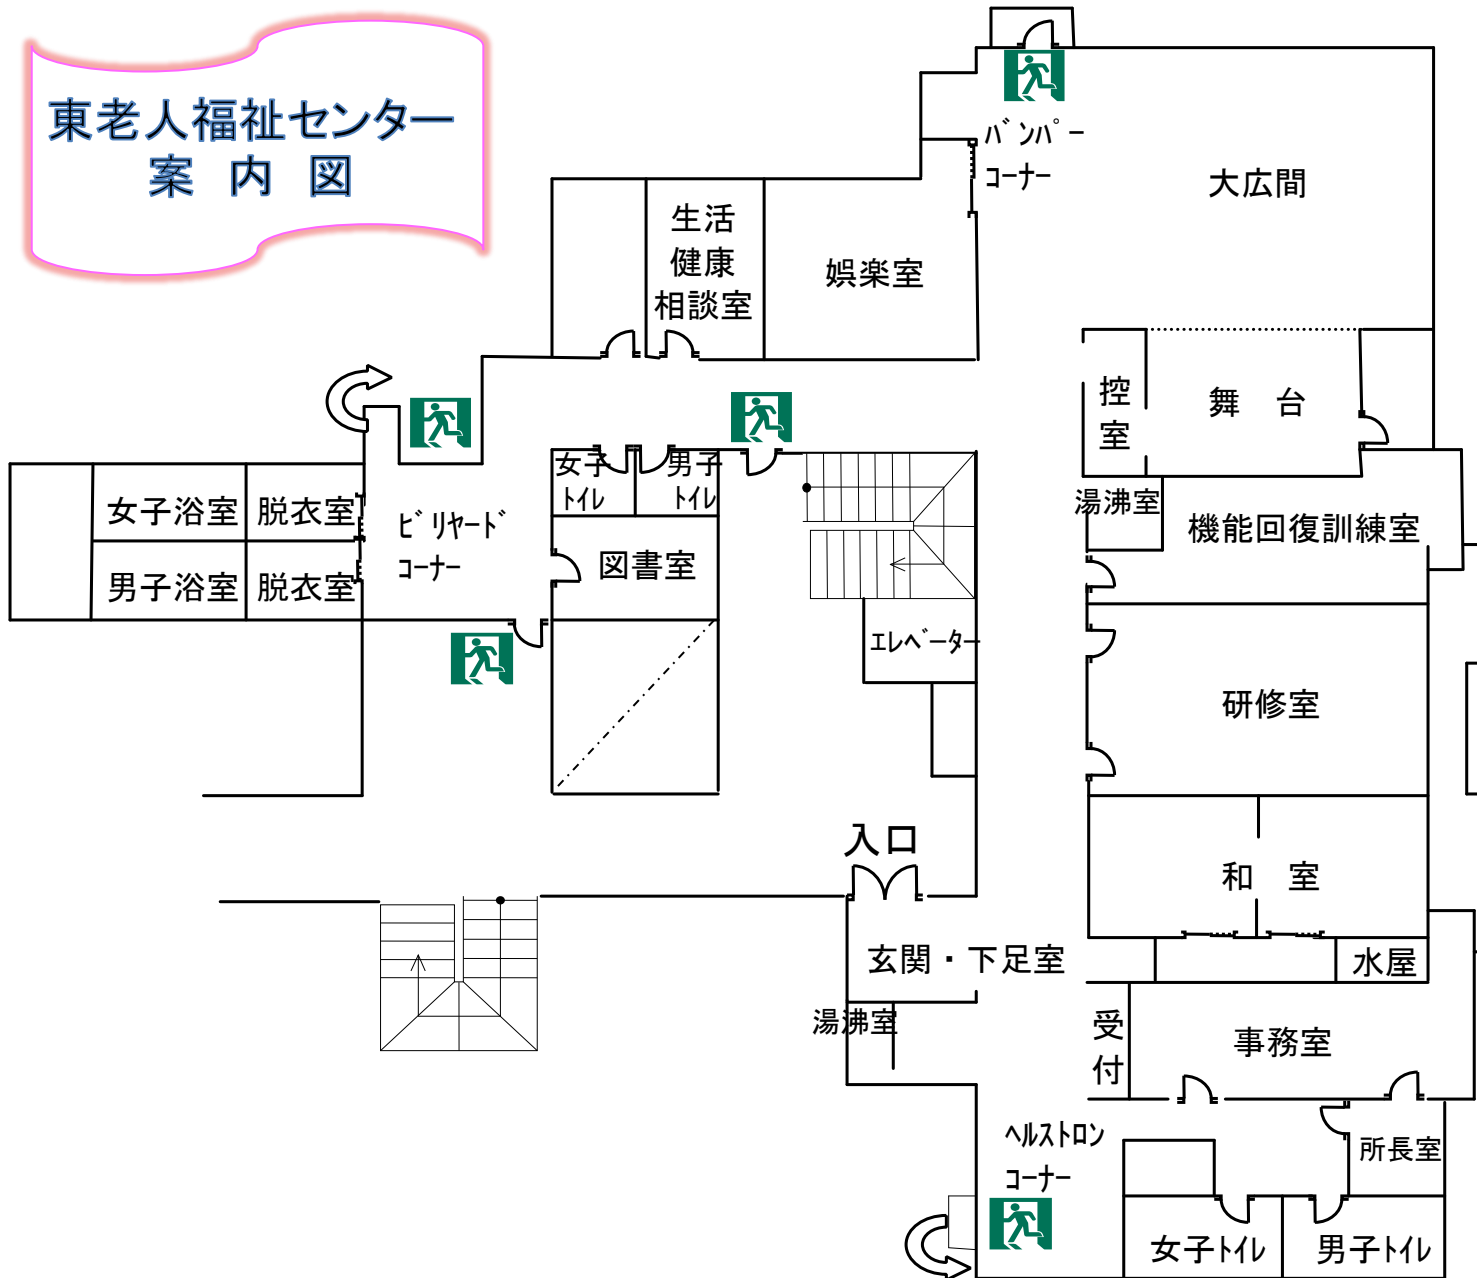 東老人福祉センター
案 内 図
バンパー
コーナー
大広間
生活
健康
相談室
娯楽室
控
室
舞 台
女子
トイレ
男子
トイレ
湯沸室
機能回復訓練室
女子浴室
脱衣室
ビリヤード
コーナー
図書室
男子浴室
脱衣室
エレベーター
研修室
入口
和 室
玄関・下足室
水屋
湯沸室
受
付
事務室
ヘルストロン
コーナー
所長室
女子トイレ
男子トイレ